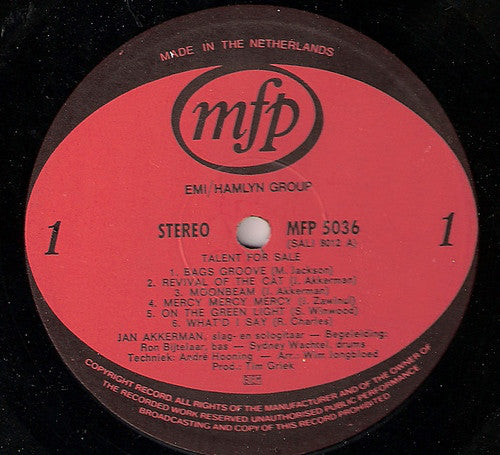 MADE IN THE NETHERLANDS
mfp
EMI/HAMLYN GROUP
1
STEREO
MFP 5036
1
(SALI 8012 A)
TALENT FOR SALE
1. BAGS GROOVE (M. Jackson)
2. REVIVAL OF THE CAT (J. Akkerman)
3. MOONBEAM (J. Akkerman)
4. MERCY MERCY MERCY (J. Zawinul)
5. ON THE GREEN LIGHT (S. Winwood)
6. WHAT'D I SAY (R. Charles)
JAN AKKERMAN, slag- en sologitaar — Begeleiding:
Ron Bijtelaar, bas — Sydney Wachtel, drums
Techniek: André Hooning — Arr.: Wim Jongbloed
Prod.: Tim Griek
COPYRIGHT RECORD. ALL RIGHTS OF THE MANUFACTURER AND OF THE OWNER OF
THE RECORDED WORK RESERVED. UNAUTHORISED PUBLIC PERFORMANCE
BROADCASTING AND COPY OF THIS RECORD PROHIBITED